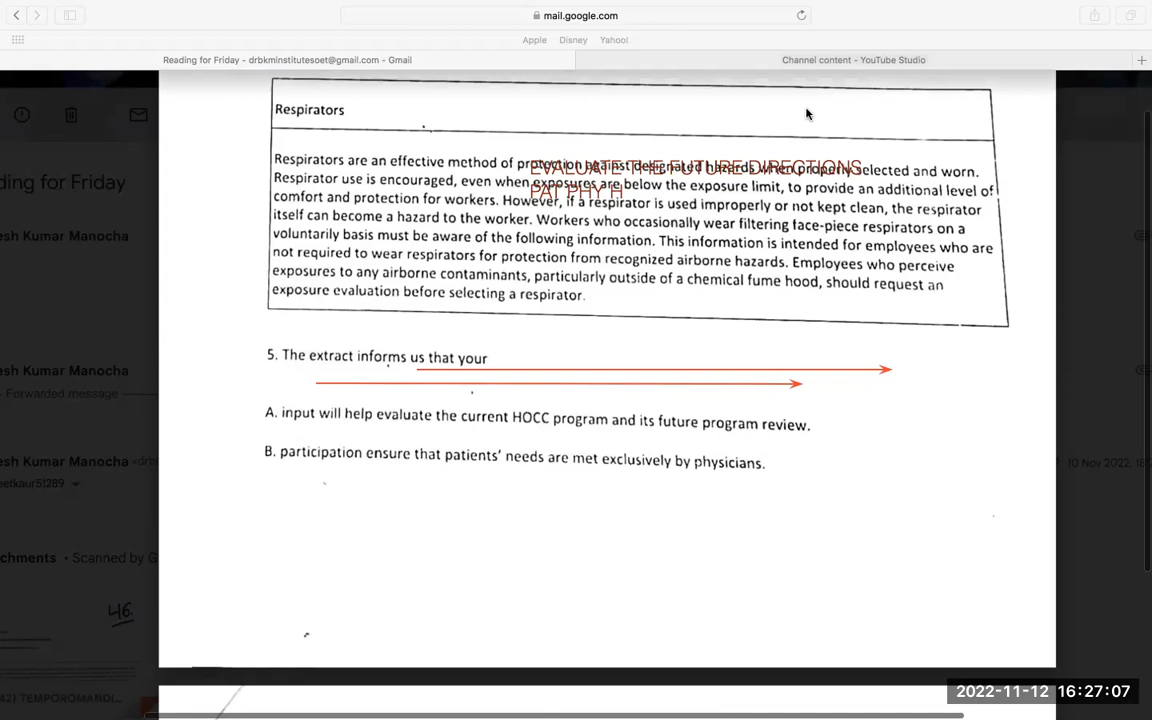 mail.google.com
Apple Disney Yahoo!
Reading for Friday - drbkminstitutesoet@gmail.com - Gmail
Channel content - YouTube Studio
Respirators
ding for Friday
EVALUATE THE FUTURE DIRECTIONS
PAT PHY H
Respirators are an effective method of protection against designated hazards when properly selected and worn.
Respirator use is encouraged, even when exposures are below the exposure limit, to provide an additional level of
comfort and protection for workers. However, if a respirator is used improperly or not kept clean, the respirator
itself can become a hazard to the worker. Workers who occasionally wear filtering face-piece respirators on a
voluntarily basis must be aware of the following information. This information is intended for employees who are
not required to wear respirators for protection from recognized airborne hazards. Employees who perceive
exposures to any airborne contaminants, particularly outside of a chemical fume hood, should request an
exposure evaluation before selecting a respirator.
esh Kumar Manocha
5. The extract informs us that your
esh Kumar Manocha
- Forwarded message
A. input will help evaluate the current HOCC program and its future program review.
B. participation ensure that patients' needs are met exclusively by physicians.
esh Kumar Manocha <drb
10 Nov 2022, 18
eetkaur51289
chments • Scanned by G
46.
42) TEMPOROMANDI...
2022-11-12 16:27:07